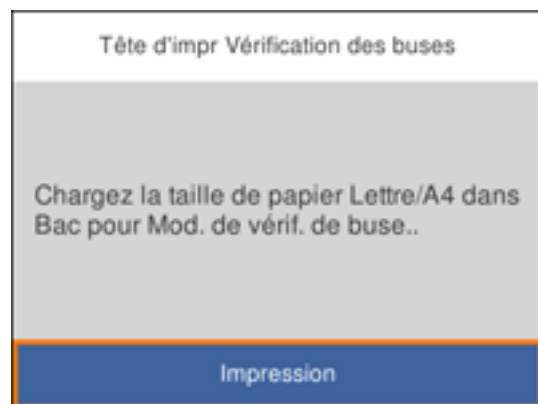 Tête d'impr Vérification des buses
Chargez la taille de papier Lettre/A4 dans
Bac pour Mod. de vérif. de buse..
Impression